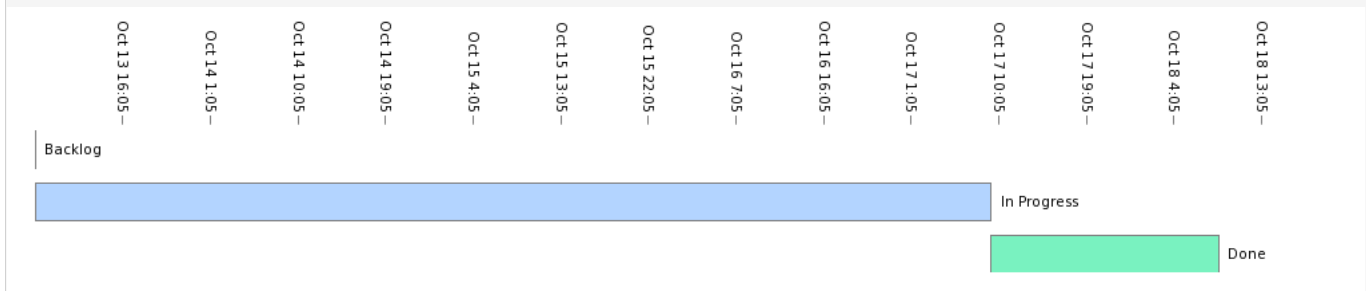 Oct 13 16:05
Oct 14 1:05
Oct 14 10:05
Oct 14 19:05
Oct 15 4:05
Oct 15 13:05
Oct 15 22:05
Oct 16 7:05
Oct 16 16:05
Oct 17 1:05
Oct 17 10:05
Oct 17 19:05
Oct 18 4:05
Oct 18 13:05
Backlog
In Progress
Done